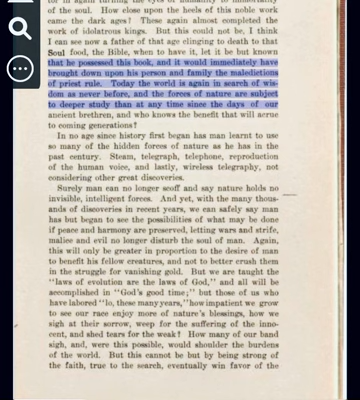 for in again turning the eyes of humanity to immortality
of the soul. How close upon the heels of this noble work
came the dark ages? These again almost completed the
work of idolatrous kings. But this could not be, I think
I can see now a father of that age clinging to death to that
Soul food, the Bible, when to have it, let it be but known
that he possessed this book, and it would immediately have
brought down upon his person and family the maledictions
of priest rule. Today the world is again in search of wis-
dom as never before, and the forces of nature are subject
to deeper study than at any time since the days of our
ancient brethren, and who knows the benefit that will accrue
to coming generations?
In no age since history first began has man learnt to use
so many of the hidden forces of nature as he has in the
past century. Steam, telegraph, telephone, reproduction
of the human voice, and lastly, wireless telegraphy, not
considering other great discoveries.
Surely man can no longer scoff and say nature holds no
invisible, intelligent forces. And yet, with the many thous-
ands of discoveries in recent years, we can safely say man
has but began to see the possibilities of what may be done
if peace and harmony are preserved, letting wars and strife,
malice and evil no longer disturb the soul of man. Again,
this will only be greater in proportion to the desire of man
to benefit his fellow creatures, and not to better crush them
in the struggle for vanishing gold. But we are taught the
"laws of evolution are the laws of God," and all will be
accomplished in "God's good time;" but those of us who
have labored "lo, these many years," how impatient we grow
to see our race enjoy more of nature's blessings, how we
sigh at their sorrow, weep for the suffering of the inno-
cent, and shed tears for the weak? How many of our band
sigh, and, were this possible, would shoulder the burdens
of the world. But this cannot be but by being strong of
the faith, true to the search, eventually win favor of the